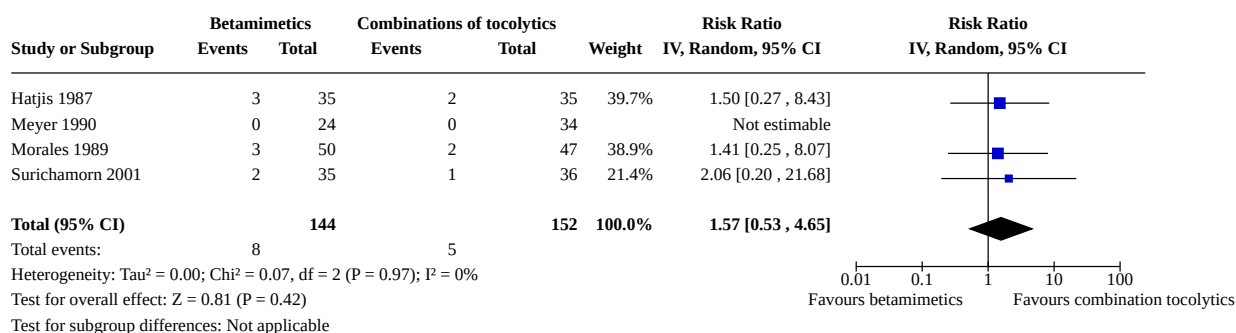 Betamimetics Combinations of tocolytics Risk Ratio Risk Ratio
Study or Subgroup Events Total Events Total Weight IV, Random, 95% CI IV, Random, 95% CI
Hatjis 1987 3 35 2 35 39.7% 1.50 [0.27 , 8.43]
Meyer 1990 0 24 0 34 Not estimable
Morales 1989 3 50 2 47 38.9% 1.41 [0.25 , 8.07]
Surichamorn 2001 2 35 1 36 21.4% 2.06 [0.20 , 21.68]
Total (95% CI) 144 152 100.0% 1.57 [0.53 , 4.65]
Total events: 8 5
Heterogeneity: Tau² = 0.00; Chi² = 0.07, df = 2 (P = 0.97); I² = 0%
0.01 0.1 1 10 100
Test for overall effect: Z = 0.81 (P = 0.42) Favours betamimetics Favours combination tocolytics
Test for subgroup differences: Not applicable